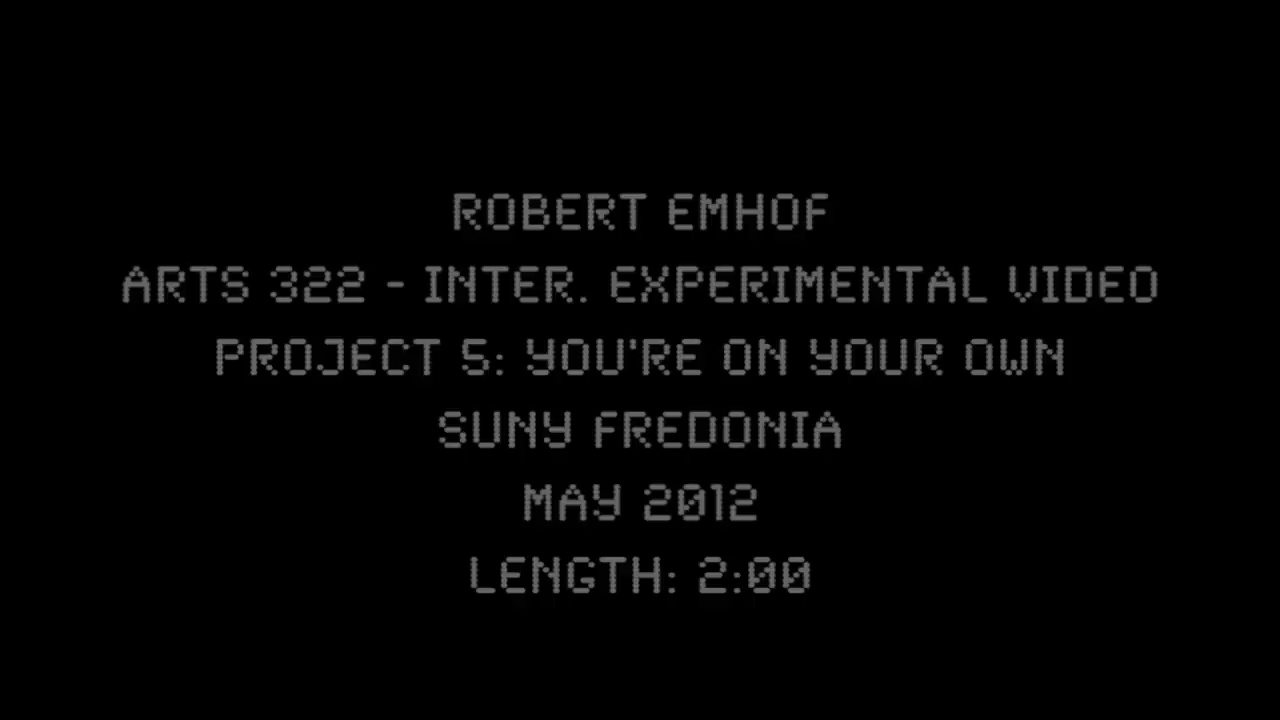 ROBERT EMHOF
ARTS 322 - INTER. EXPERIMENTAL VIDEO
PROJECT 5: YOU'RE ON YOUR OWN
SUNY FREDONIA
MAY 2012
LENGTH: 2:00